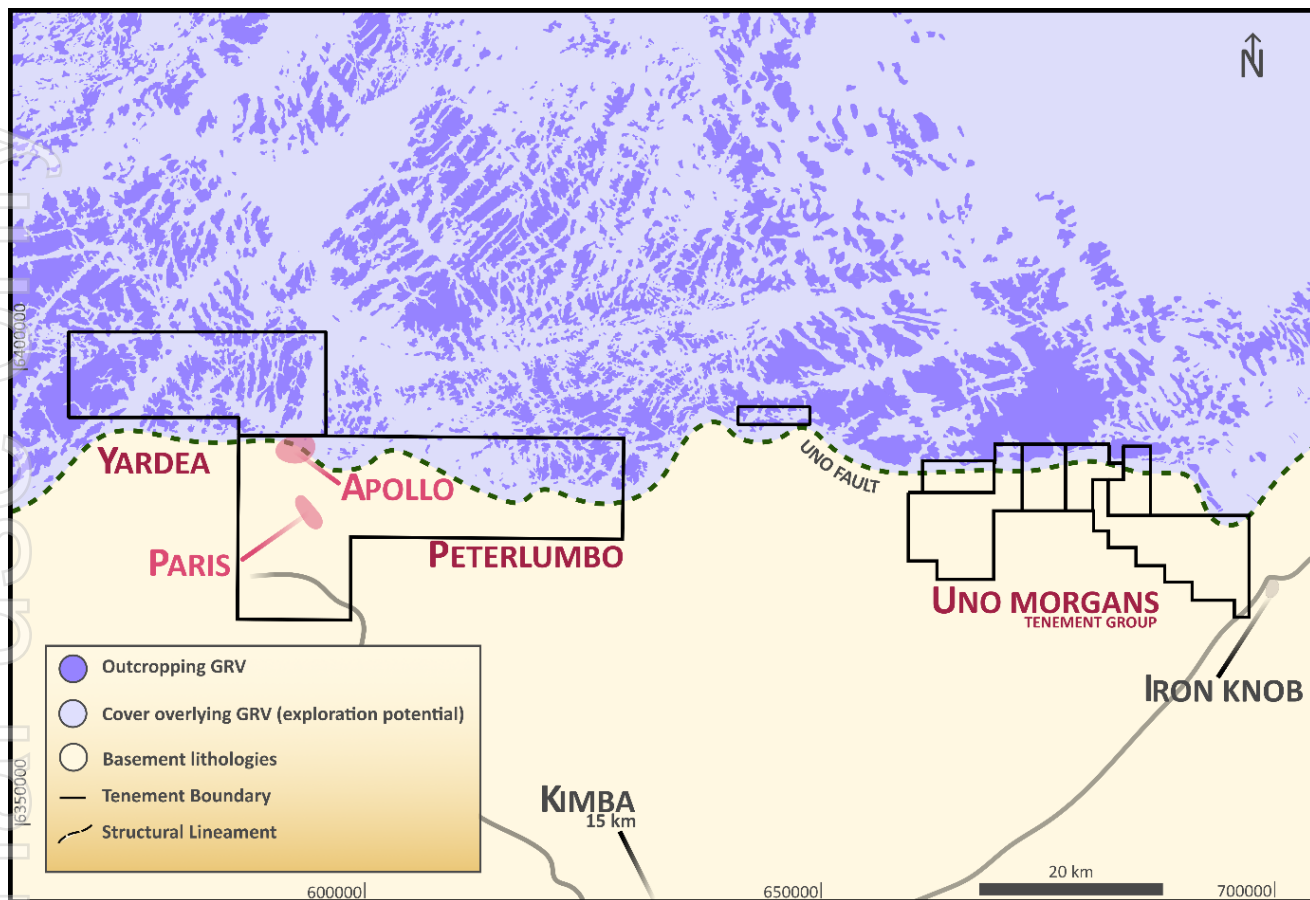 N
6400000
YARDEA
APOLLO
PARIS
PETERLUMBO
UNO FAULT
UNO MORGANS
TENEMENT GROUP
IRON KNOB
Outcropping GRV
Cover overlying GRV (exploration potential)
Basement lithologies
Tenement Boundary
Structural Lineament
6350000
KIMBA
15 km
20 km
600000
650000
700000